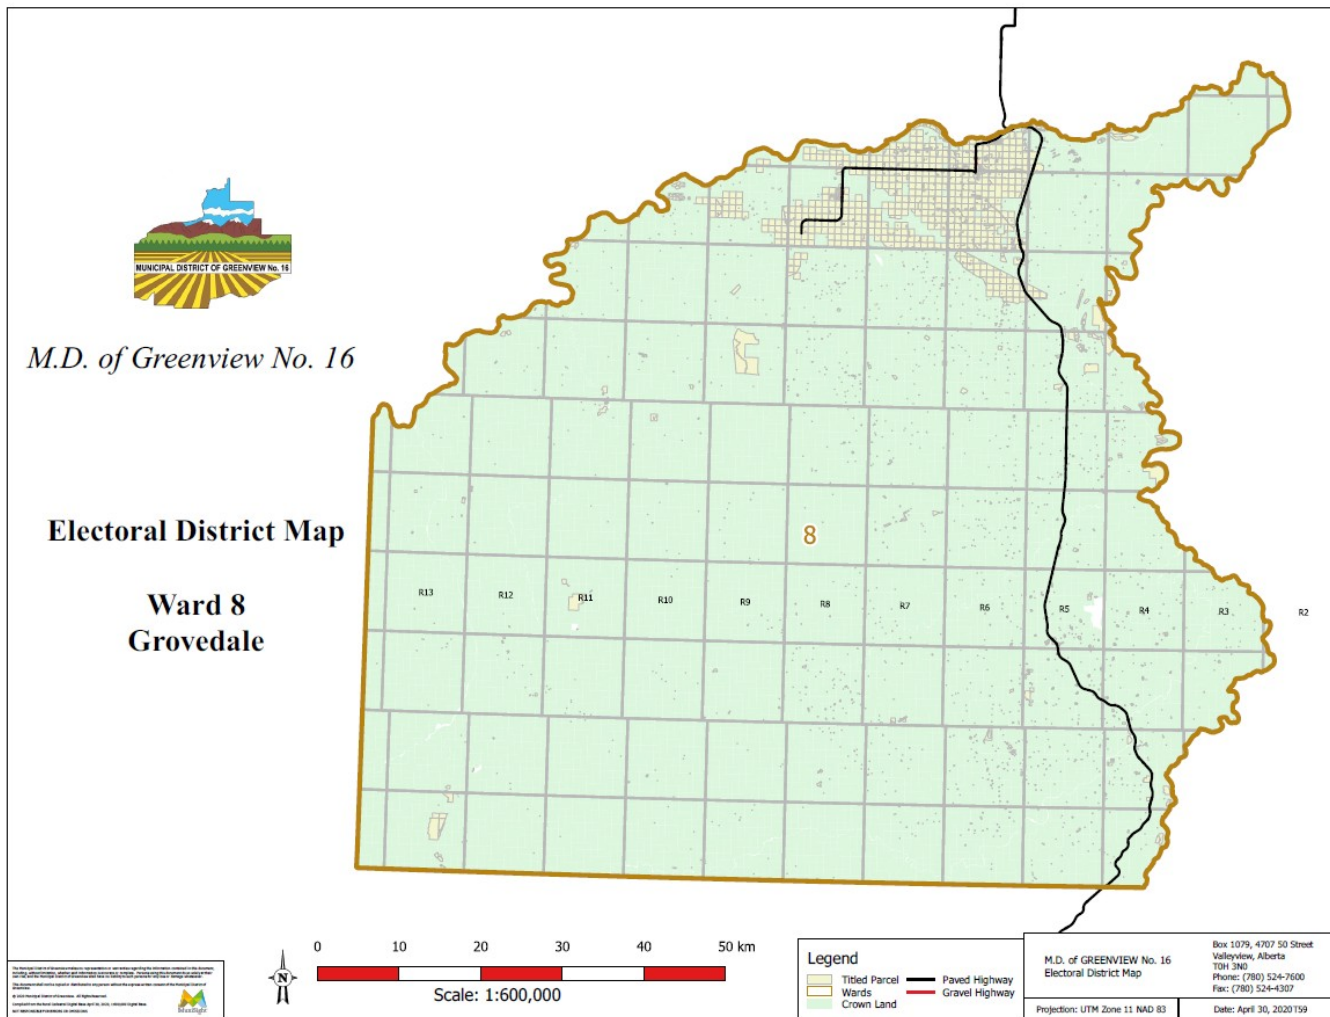 MUNICIPAL DISTRICT OF GREENVIEW No. 16
M.D. of Greenview No. 16
Electoral District Map
Ward 8
Grovedale
8
R13
R12
R11
R10
R9
R8
R7
R6
R5
R4
R3
R2
N
0 10 20 30 40 50 km
Scale: 1:600,000
Legend
Titled Parcel
Wards
Crown Land
Paved Highway
Gravel Highway
M.D. of GREENVIEW No. 16
Electoral District Map
Box 1079, 4707 50 Street
Valleyview, Alberta
T0H 3N0
Phone: (780) 524-7600
Fax: (780) 524-4307
Projection: UTM Zone 11 NAD 83
Date: April 30, 2020 T59